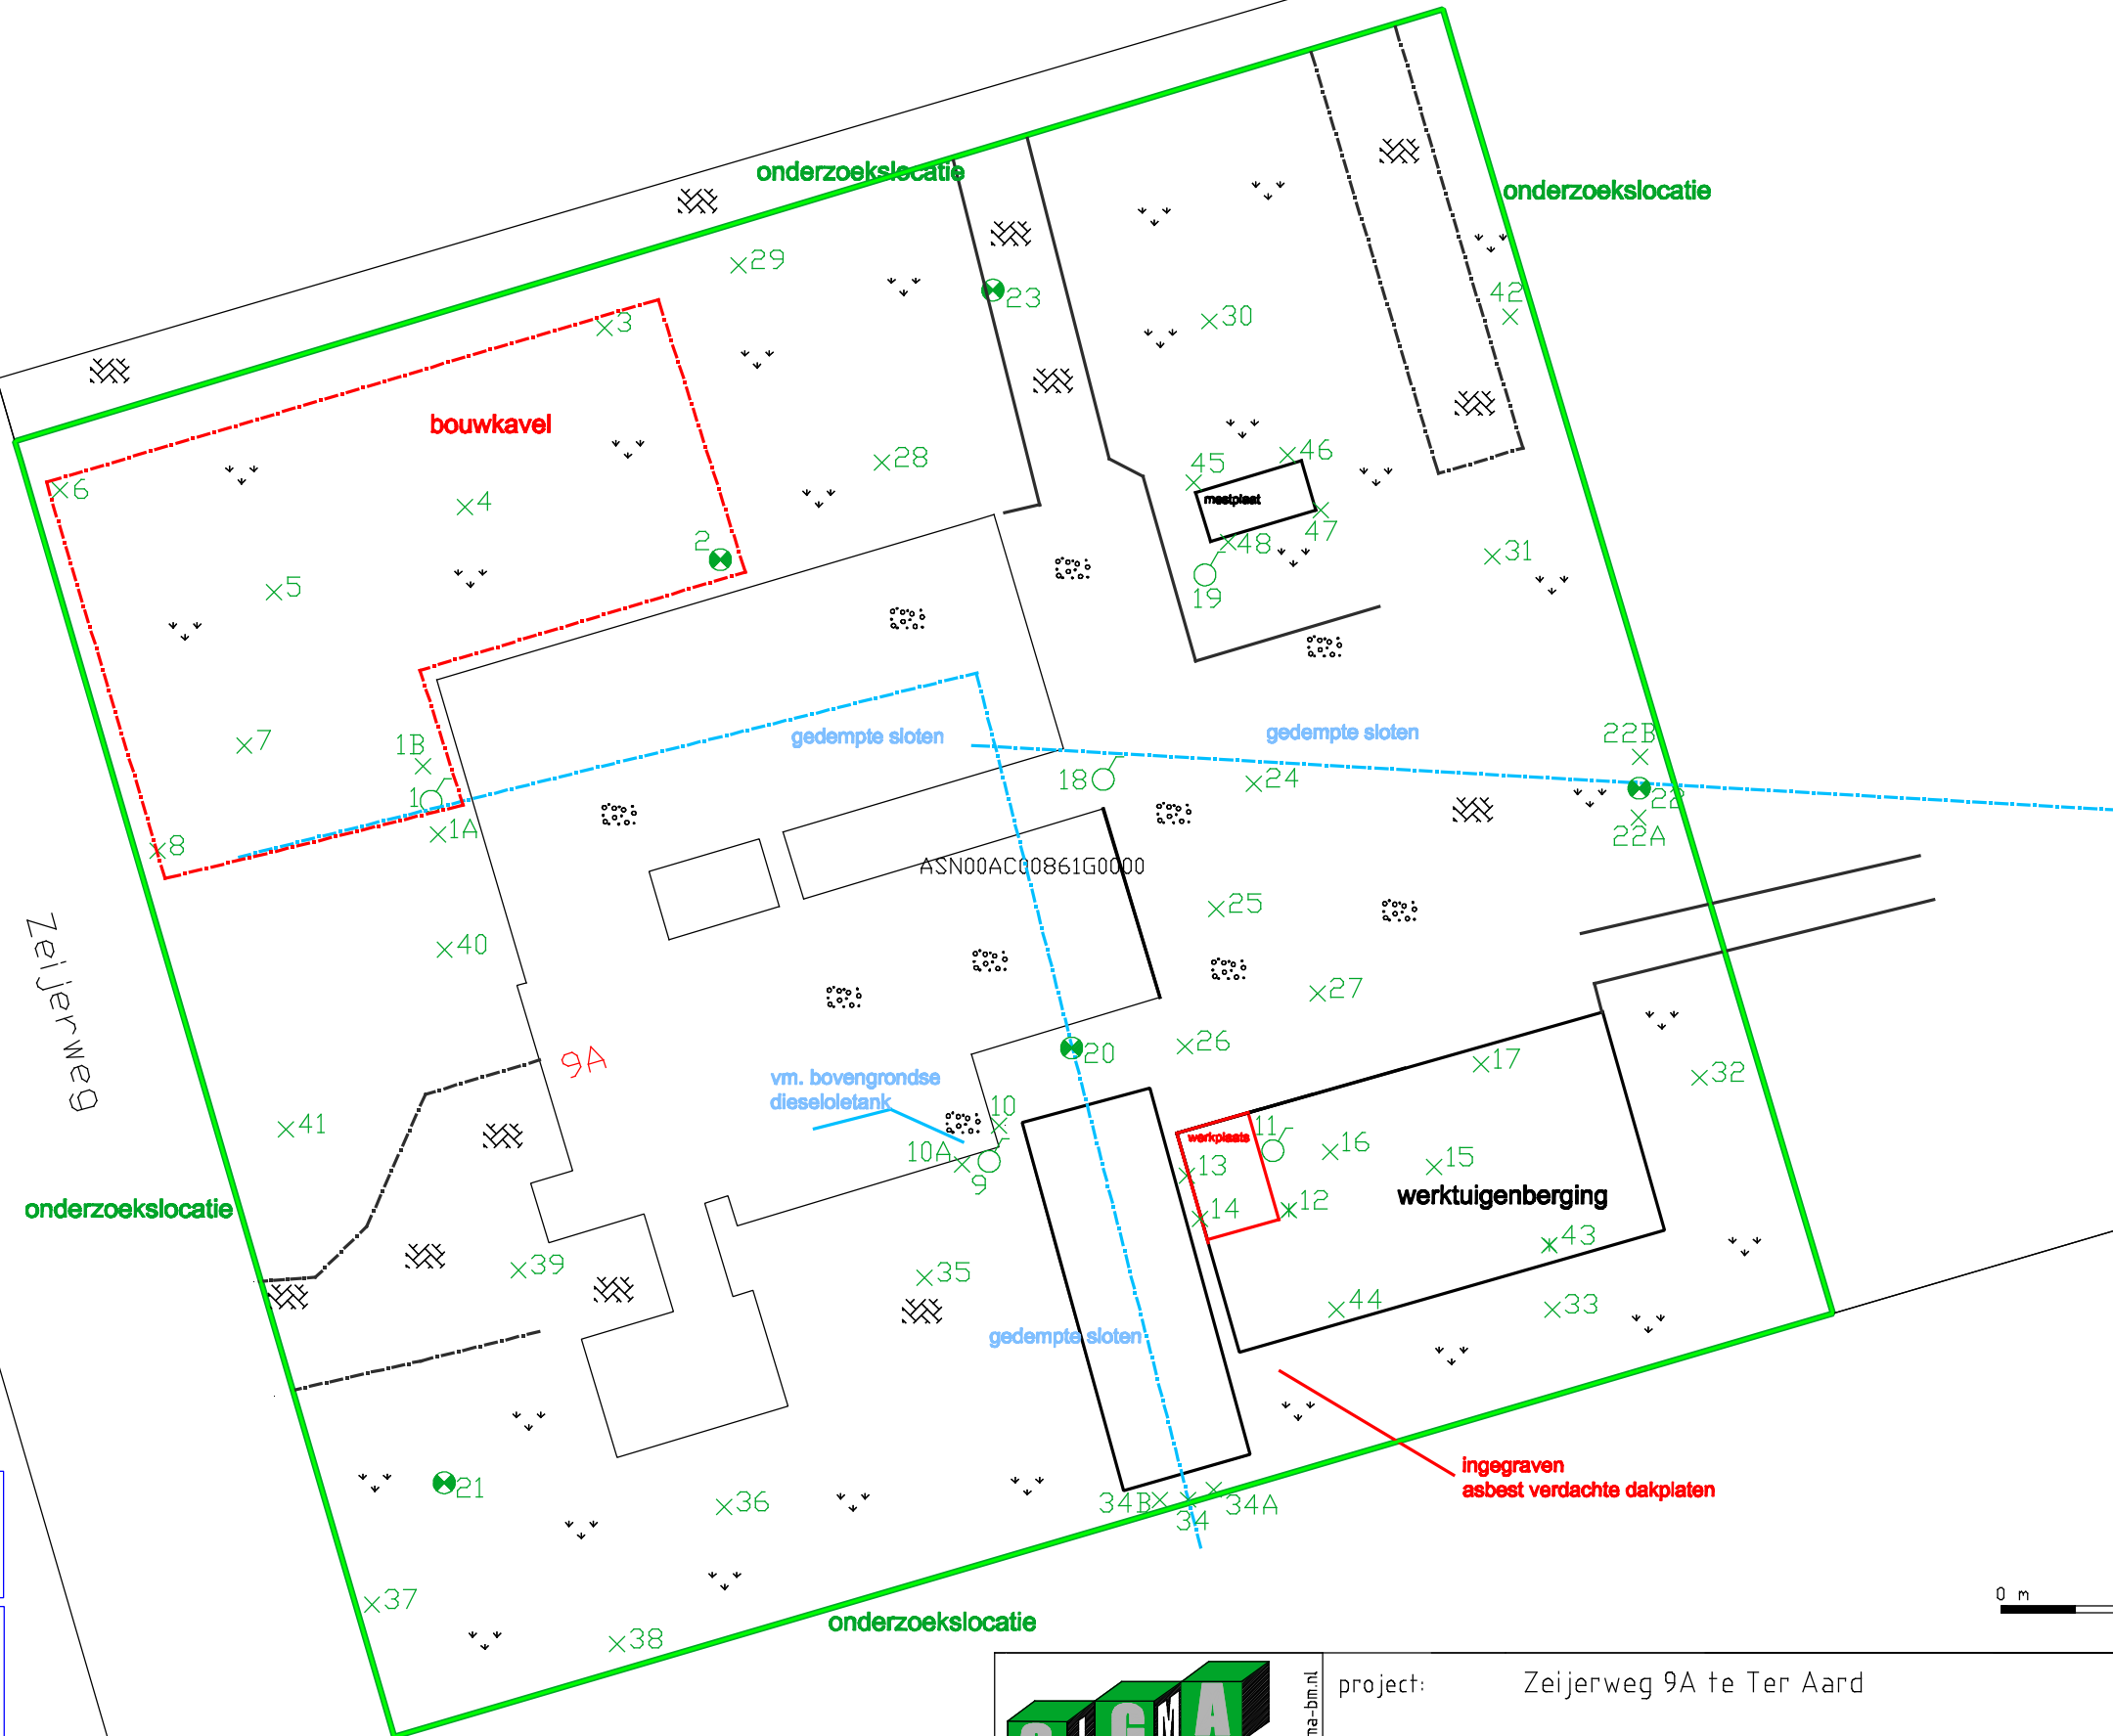 onderzoekslocatie
onderzoekslocatie
29
23
3
30
42
bouwkavel
28
45
46
6
4
mestplaat
47
2
48
31
5
19
gedempte sloten
gedempte sloten
22B
7
1B
18
24
1
22
1A
22A
8
ASN00AC00861G0000
25
Zeijerweg
40
27
26
20
17
9A
32
vm. bovengrondse
dieseloletank
10
11
41
werkplaats
16
10A
13
15
9
werktuigenberging
12
14
onderzoekslocatie
43
39
35
44
33
gedempte sloten
ingegraven
asbest verdachte dakplaten
21
36
34B
34A
34
37
38
onderzoekslocatie
0 m
ma-bm.nl
project: Zeijerweg 9A te Ter Aard